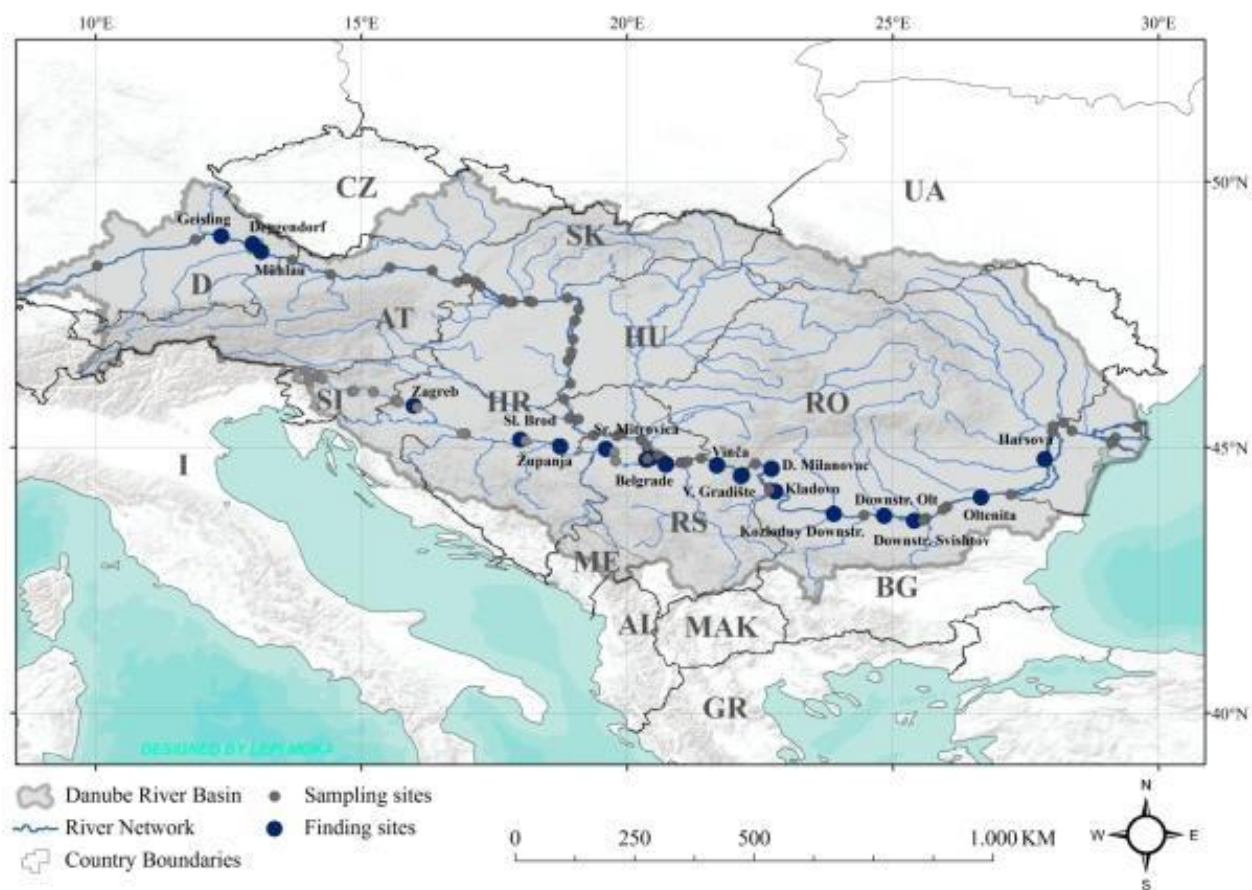 10°E 15°E 20°E 25°E 30°E
50°N
CZ
UA
Geisling
Deggendorf
SK
Mühlau
D
AT
HU
SI
Zagreb
HR
RO
Sl. Brod
Sr. Mitrovica
Harsova
45°N
Županja
Vinča
D. Milanovac
I
Belgrade
V. Gradište
Kladovo
Downstr. Olt
Oltenita
RS
Kozloduy Downstr.
Downstr. Svishtov
ME
BG
AL
MAK
GR
40°N
DESIGNED BY LEPI MOKA
Danube River Basin
Sampling sites
River Network
Finding sites
Country Boundaries
0 250 500 1.000 KM
N
W E
S